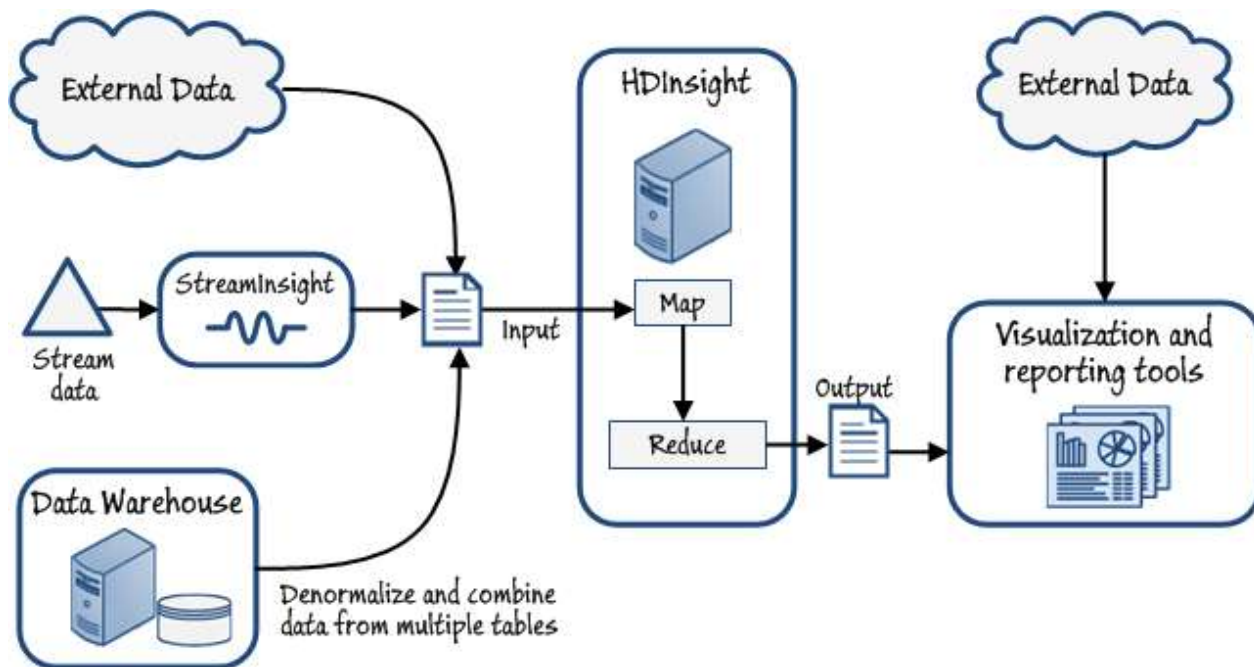 External Data
Stream
data
StreamInsight
Data Warehouse
Denormalize and combine
data from multiple tables
Input
HDInsight
Map
Reduce
Output
External Data
Visualization and
reporting tools